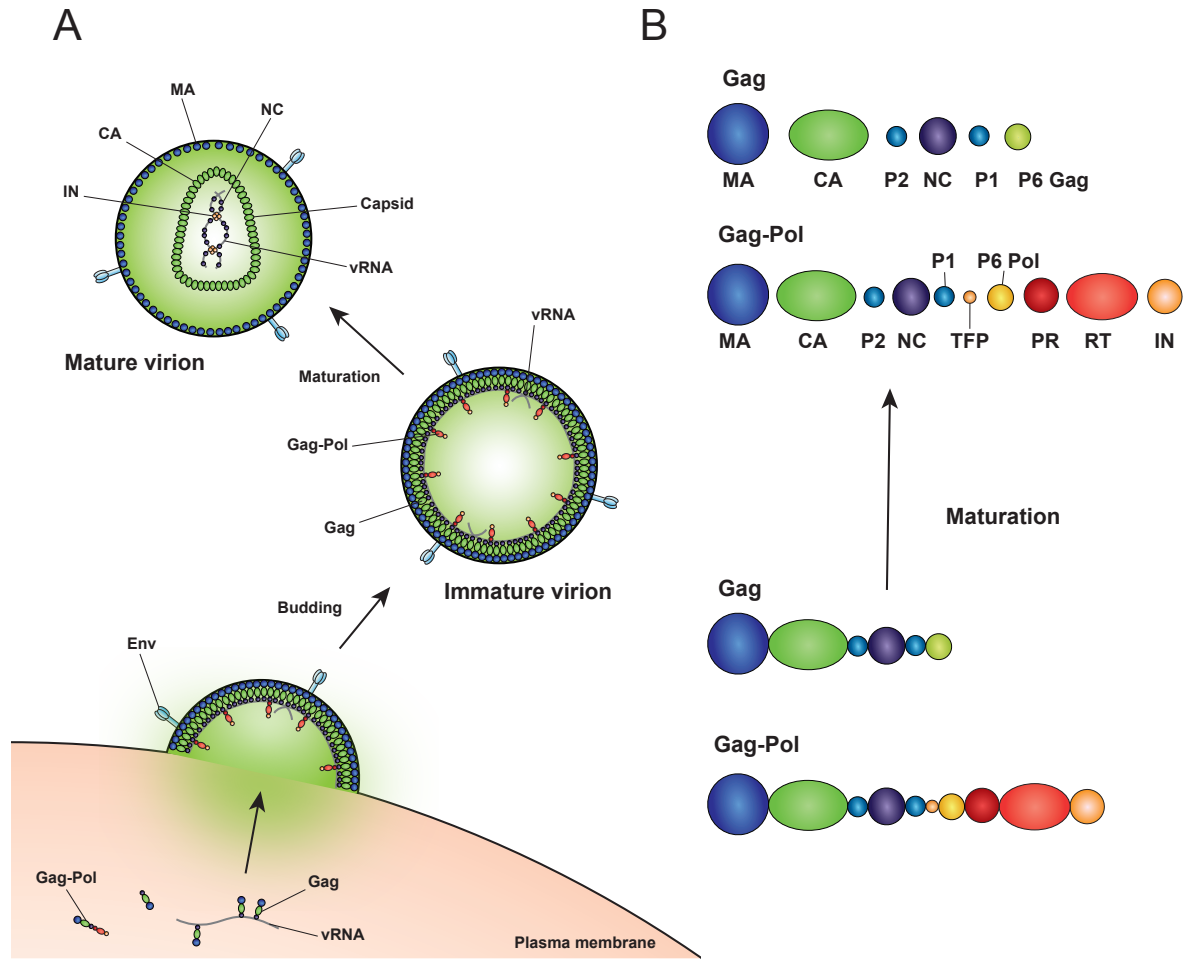 A
MA
NC
CA
IN
Capsid
vRNA
Mature virion
Maturation
vRNA
Gag-Pol
Gag
Immature virion
Budding
Env
Gag-Pol
Gag
vRNA
Plasma membrane
B
Gag
MA CA P2 NC P1 P6 Gag
Gag-Pol
P1 P6 Pol
MA CA P2 NC TFP PR RT IN
Maturation
Gag
Gag-Pol